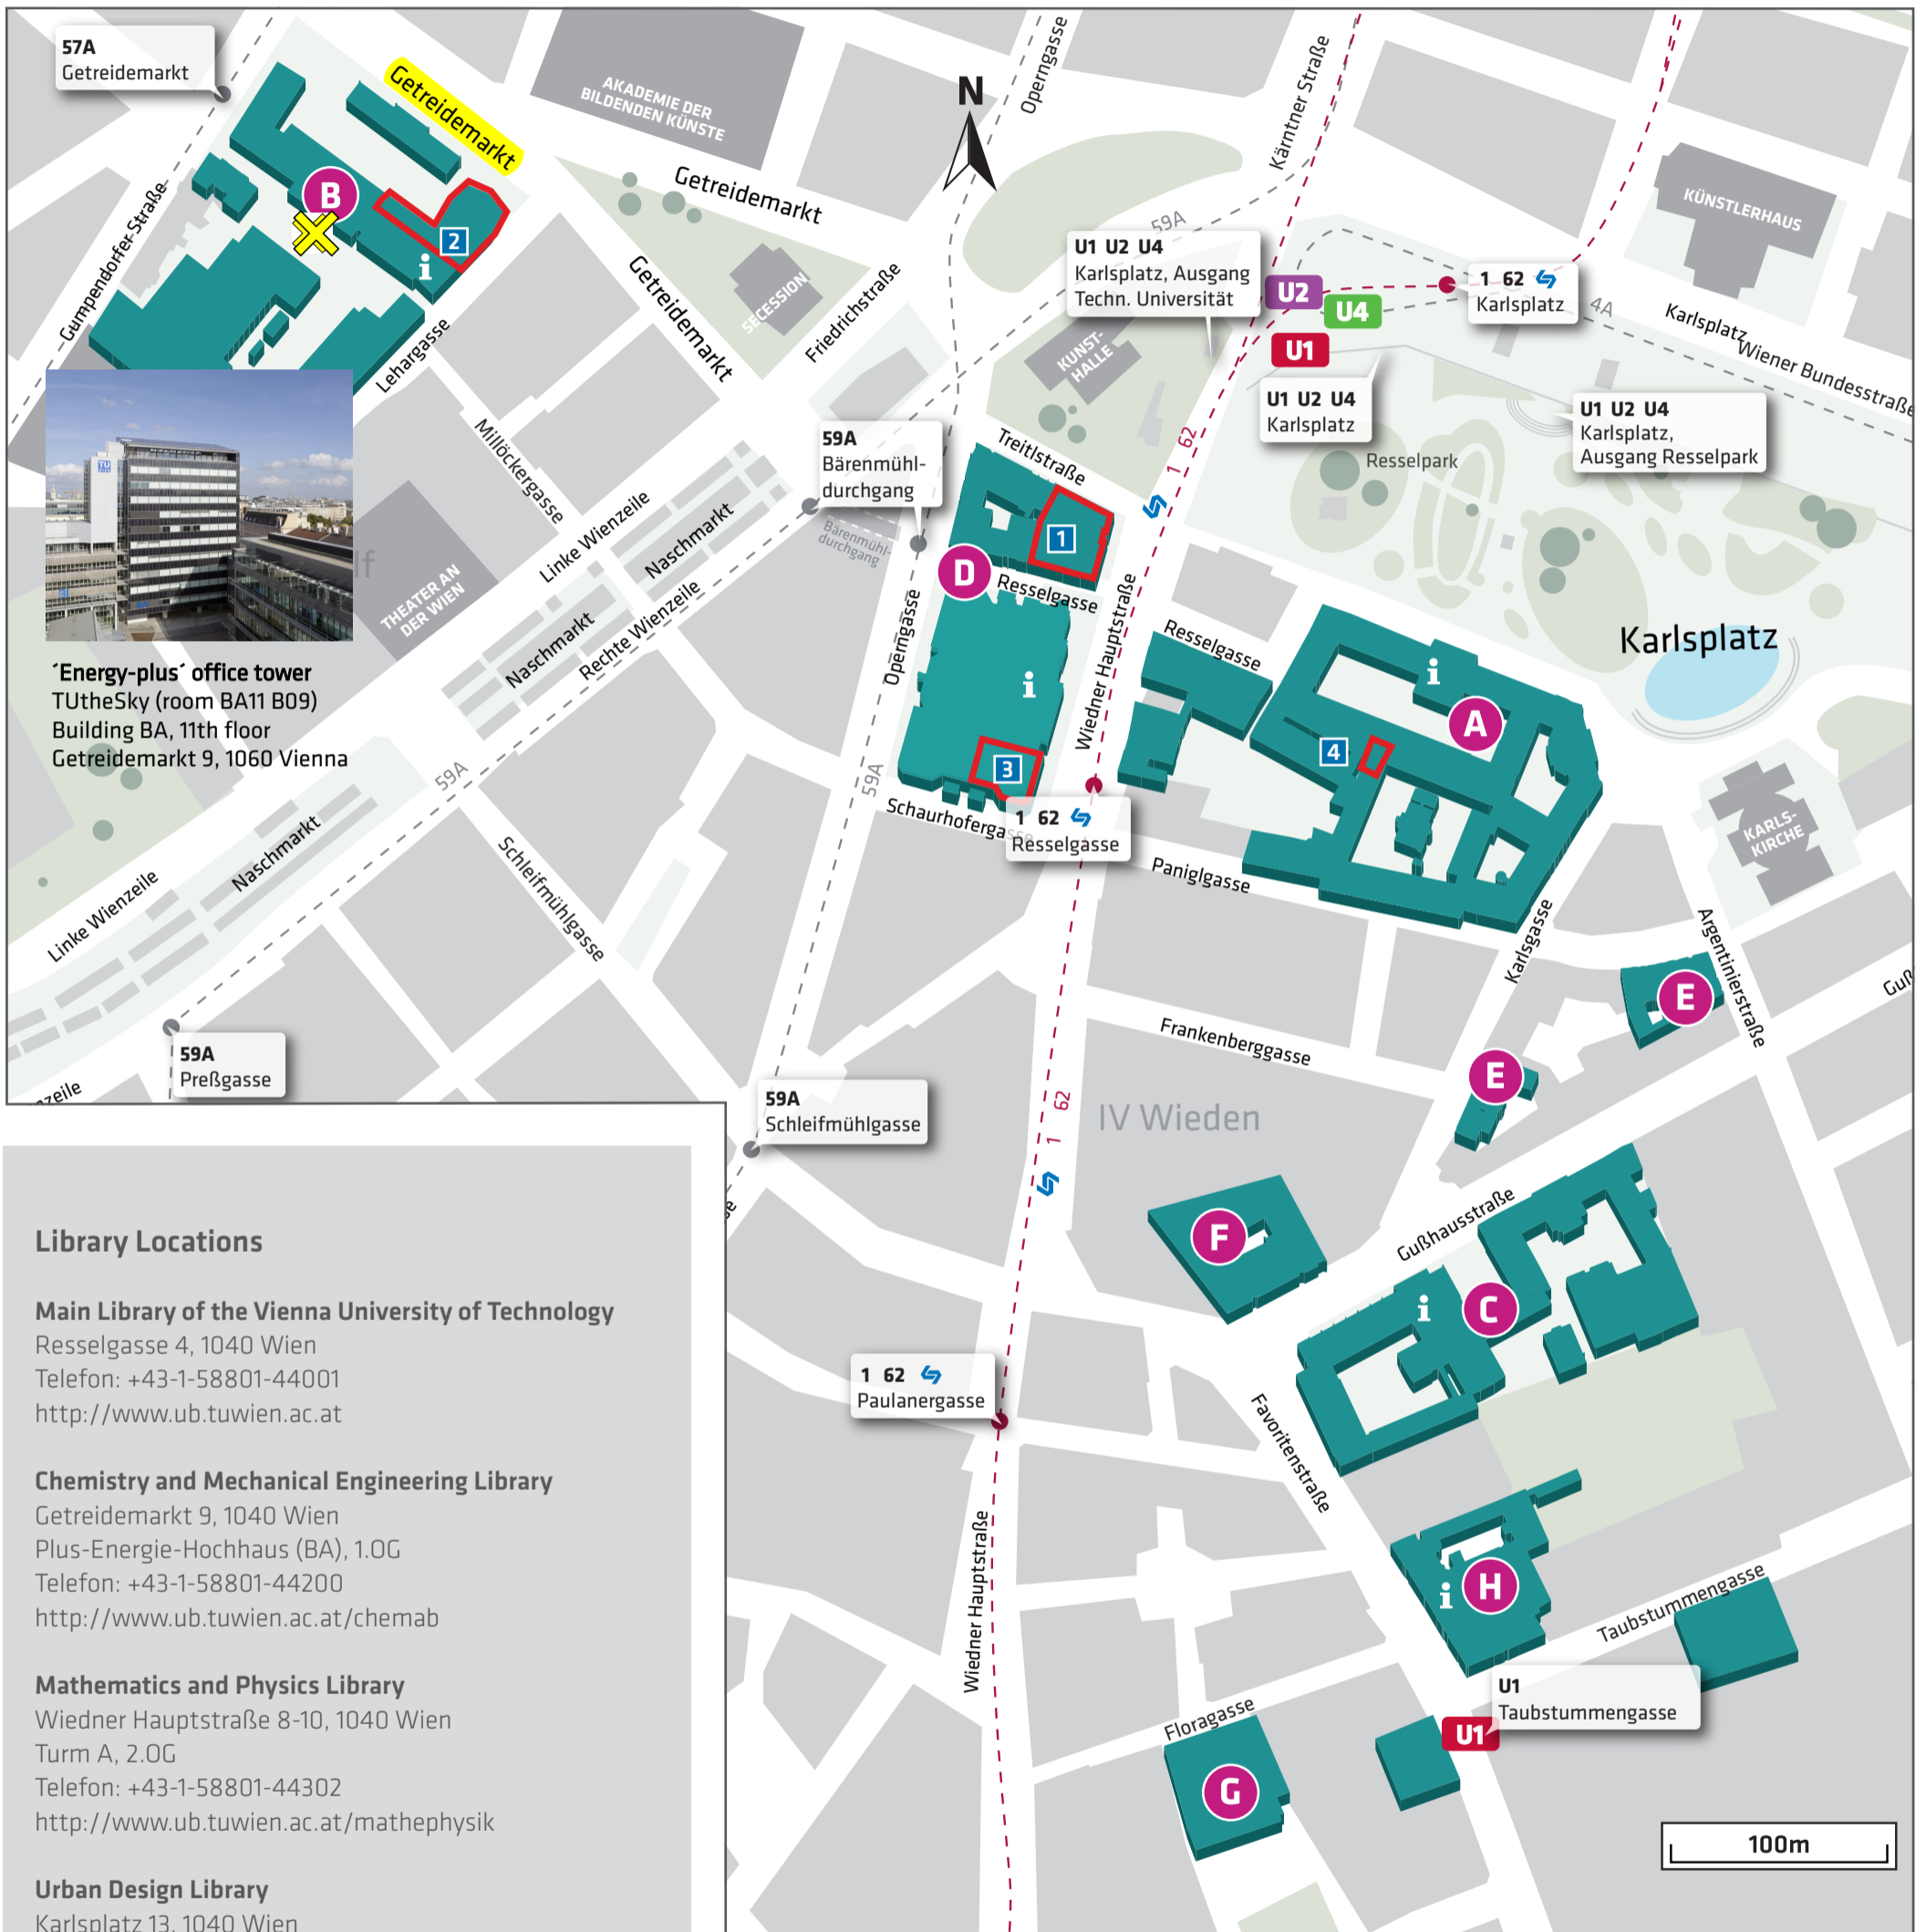 57A
Getreidemarkt
Getreidemarkt
AKADEMIE DER
BILDENDEN KÜNSTE
Operngasse
N
Kärntner Straße
KÜNSTLERHAUS
B
2
i
Gumpendorfer Straße
Lehargasse
Getreidemarkt
Getreidemarkt
SECESSION
Friedrichstraße
59A
U1 U2 U4
Karlsplatz, Ausgang
Techn. Universität
U2
U4
U1
1 62
Karlsplatz
4A
Karlsplatz
Wiener Bundesstraße
KUNST-
HALLE
U1 U2 U4
Karlsplatz
U1 U2 U4
Karlsplatz,
Ausgang Resselpark
Resselpark
1 62
Millöckergasse
59A
Bärenmühl-
durchgang
Bärenmühl-
durchgang
Treitlstraße
1
D
Resselgasse
TU
THEATER AN
DER WIEN
Linke Wienzeile
Naschmarkt
Naschmarkt
Rechte Wienzeile
Operngasse
i
Wiedner Hauptstraße
Resselgasse
i
A
4
Karlsplatz
´Energy-plus´ office tower
TUtheSky (room BA11 B09)
Building BA, 11th floor
Getreidemarkt 9, 1060 Vienna
59A
59A
3
Schaurhofergasse
1 62
Resselgasse
Paniglgasse
KARLS-
KIRCHE
Naschmarkt
Linke Wienzeile
Schleifmühlgasse
Karlsgasse
Argentinierstraße
Guß
E
Frankenberggasse
E
59A
Preßgasse
zeile
59A
Schleifmühlgasse
1 62
IV Wieden
F
Gußhausstraße
i
C
1 62
Paulanergasse
Favoritenstraße
Wiedner Hauptstraße
i
H
Taubstummengasse
U1
Taubstummengasse
U1
Floragasse
G
100m
Library Locations
Main Library of the Vienna University of Technology
Resselgasse 4, 1040 Wien
Telefon: +43-1-58801-44001
http://www.ub.tuwien.ac.at
Chemistry and Mechanical Engineering Library
Getreidemarkt 9, 1040 Wien
Plus-Energie-Hochhaus (BA), 1.OG
Telefon: +43-1-58801-44200
http://www.ub.tuwien.ac.at/chemab
Mathematics and Physics Library
Wiedner Hauptstraße 8-10, 1040 Wien
Turm A, 2.OG
Telefon: +43-1-58801-44302
http://www.ub.tuwien.ac.at/mathephysik
Urban Design Library
Karlsplatz 13, 1040 Wien